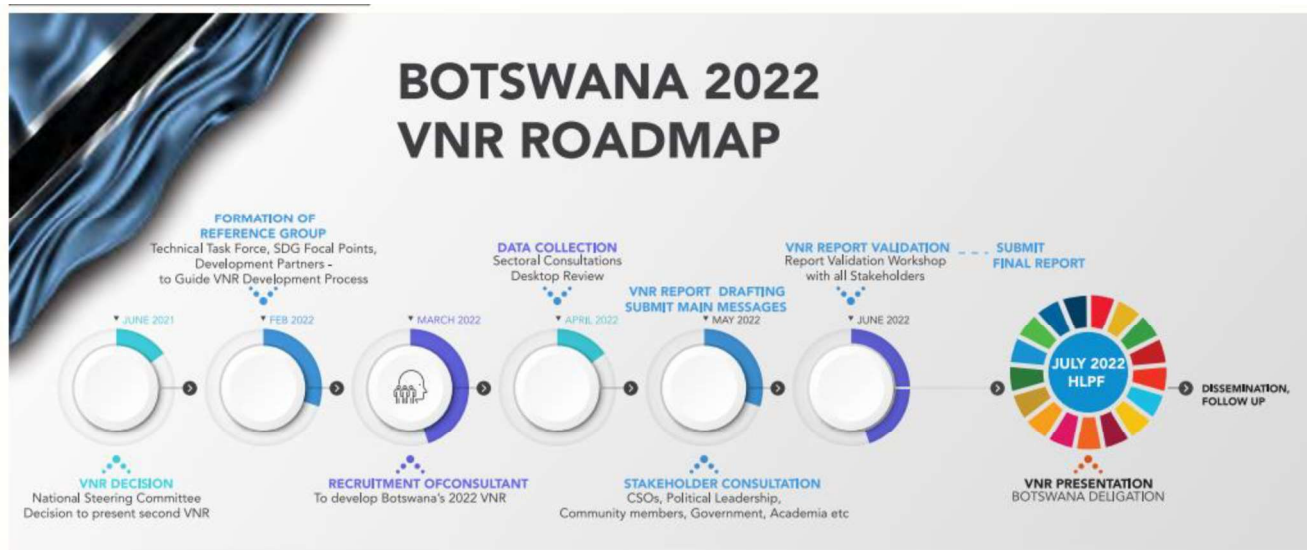 BOTSWANA 2022
VNR ROADMAP
FORMATION OF
REFERENCE GROUP
Technical Task Force, SDG Focal Points,
Development Partners -
to Guide VNR Development Process
DATA COLLECTION
Sectoral Consultations
Desktop Review
VNR REPORT DRAFTING
SUBMIT MAIN MESSAGES
VNR REPORT VALIDATION
Report Validation Workshop
with all Stakeholders
SUBMIT
FINAL REPORT
JUNE 2021
FEB 2022
MARCH 2022
APRIL 2022
MAY 2022
JUNE 2022
JULY 2022
HLPF
DISSEMINATION,
FOLLOW UP
VNR DECISION
National Steering Committee
Decision to present second VNR
RECRUITMENT OFCONSULTANT
To develop Botswana's 2022 VNR
STAKEHOLDER CONSULTATION
CSOs, Political Leadership,
Community members, Government, Academia etc
VNR PRESENTATION
BOTSWANA DELIGATION